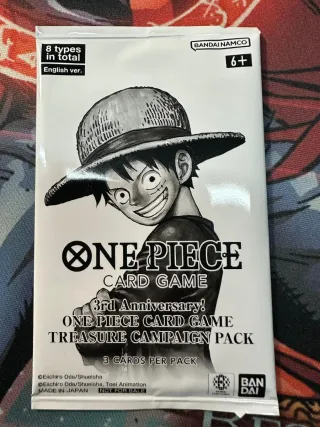 8 types
in total
English ver.
BANDAI NAMCO
6+
ONE PIECE
CARD GAME
3rd Anniversary!
ONE PIECE CARD GAME
TREASURE CAMPAIGN PACK
3 CARDS PER PACK
©Eiichiro Oda/Shueisha
©Eiichiro Oda/Shueisha, Toei Animation
MADE IN JAPAN NOT FOR SALE
BAN
DAI